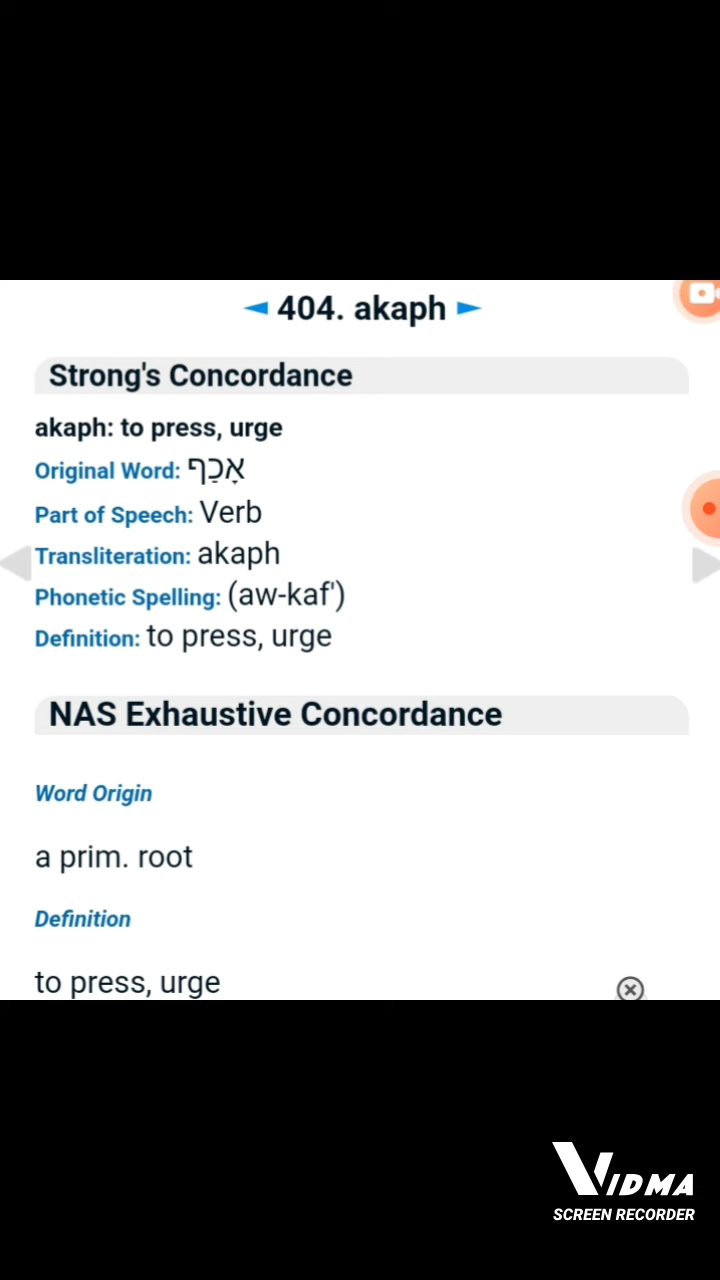 404. akaph
Strong's Concordance
akaph: to press, urge
Original Word: אָכַף
Part of Speech: Verb
Transliteration: akaph
Phonetic Spelling: (aw-kaf')
Definition: to press, urge
NAS Exhaustive Concordance
Word Origin
a prim. root
Definition
to press, urge
VIDMA
SCREEN RECORDER